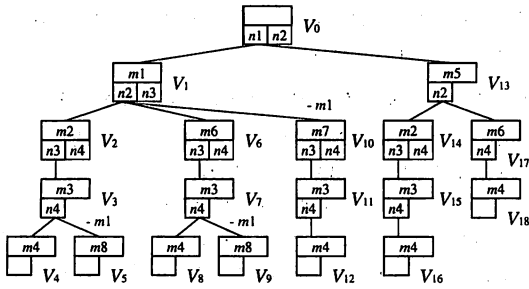 n1 n2 V0
m1 m5
n2 n3 V1 n2 V13
- m1
m2 m6 m7 m2 m6
n3 n4 V2 n3 n4 V6 n3 n4 V10 n3 n4 V14 n4 V17
m3 m3 m3 m3 m4
n4 V3 n4 V7 n4 V11 n4 V15 V18
- m1 - m1
m4 m8 m4 m8 m4 m4
V4 V5 V8 V9 V12 V16